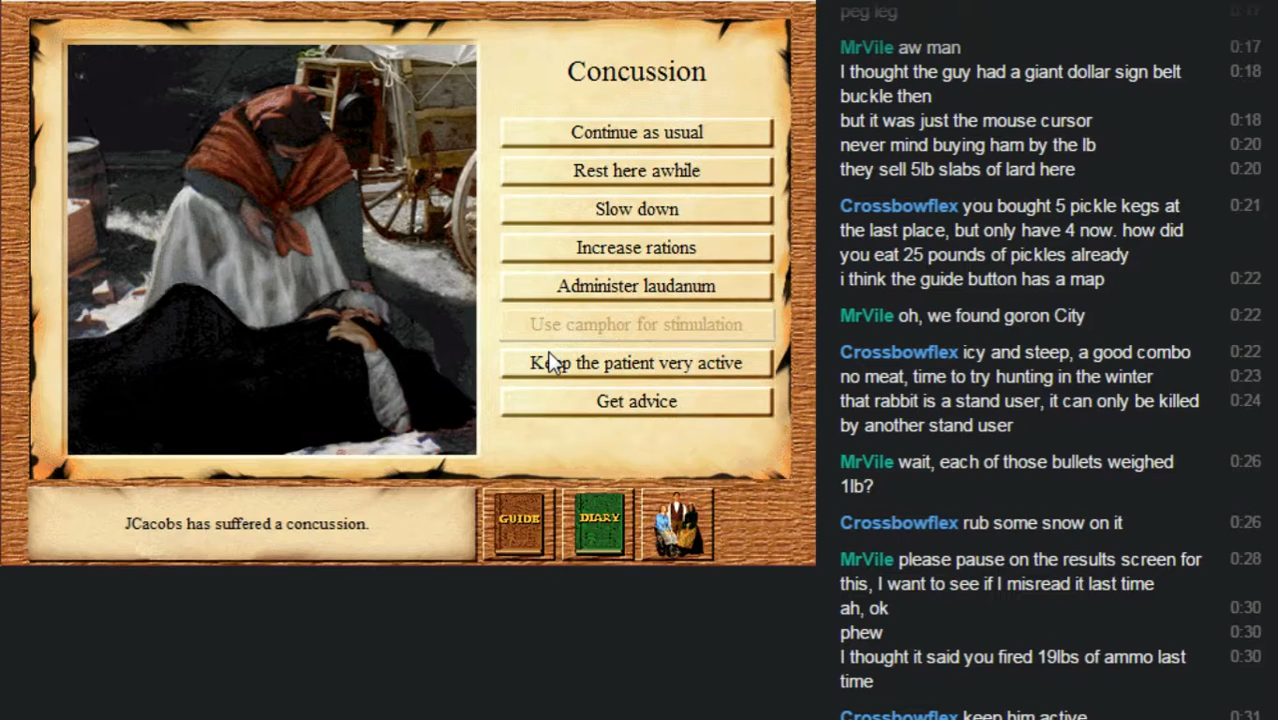 Concussion
Continue as usual
Rest here awhile
Slow down
Increase rations
Administer laudanum
Use camphor for stimulation
Keep the patient very active
Get advice
JCacobs has suffered a concussion.
GUIDE
DIARY
peg leg 0:17
MrVile aw man 0:17
I thought the guy had a giant dollar sign belt 0:18
buckle then
but it was just the mouse cursor 0:18
never mind buying ham by the lb 0:20
they sell 5lb slabs of lard here 0:20
Crossbowflex you bought 5 pickle kegs at 0:21
the last place, but only have 4 now. how did
you eat 25 pounds of pickles already
i think the guide button has a map 0:22
MrVile oh, we found goron City 0:22
Crossbowflex icy and steep, a good combo 0:22
no meat, time to try hunting in the winter 0:23
that rabbit is a stand user, it can only be killed 0:24
by another stand user
MrVile wait, each of those bullets weighed 0:26
1lb?
Crossbowflex rub some snow on it 0:26
MrVile please pause on the results screen for 0:28
this, I want to see if I misread it last time
ah, ok 0:30
phew 0:30
I thought it said you fired 19lbs of ammo last 0:30
time
Crossbowflex keep him active 0:31